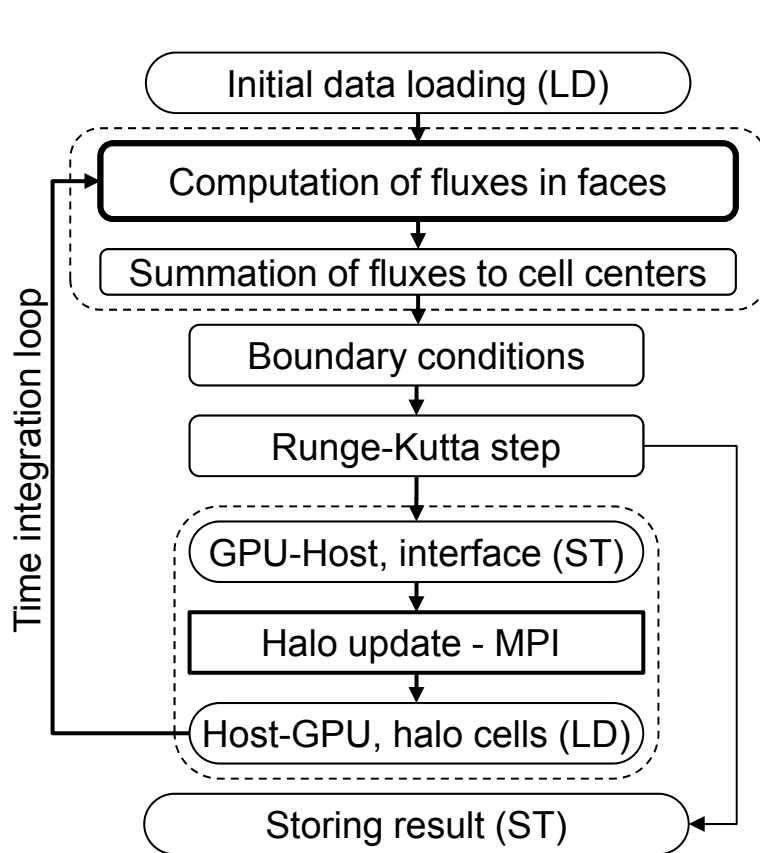 Initial data loading (LD)
Computation of fluxes in faces
Summation of fluxes to cell centers
Boundary conditions
Runge-Kutta step
GPU-Host, interface (ST)
Halo update - MPI
Host-GPU, halo cells (LD)
Storing result (ST)
Time integration loop